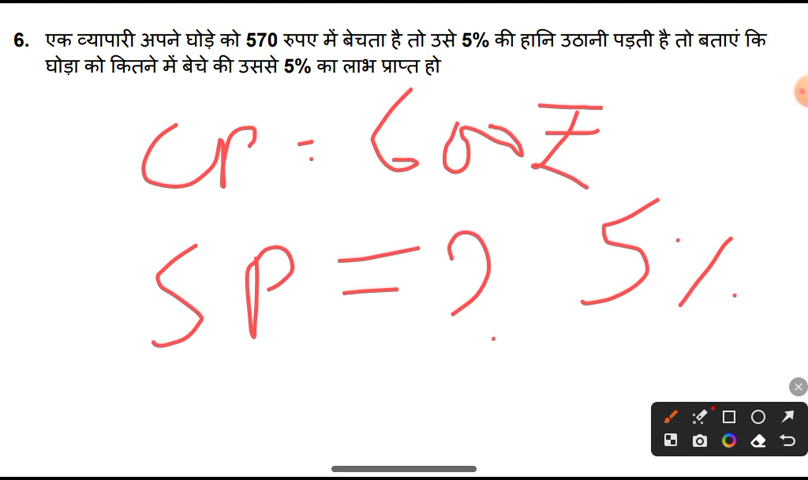 6. एक व्यापारी अपने घोड़े को 570 रुपए में बेचता है तो उसे 5% की हानि उठानी पड़ती है तो बताएं कि
घोड़ा को कितने में बेचे की उससे 5% का लाभ प्राप्त हो
CP = 600₹
SP = ? 5%